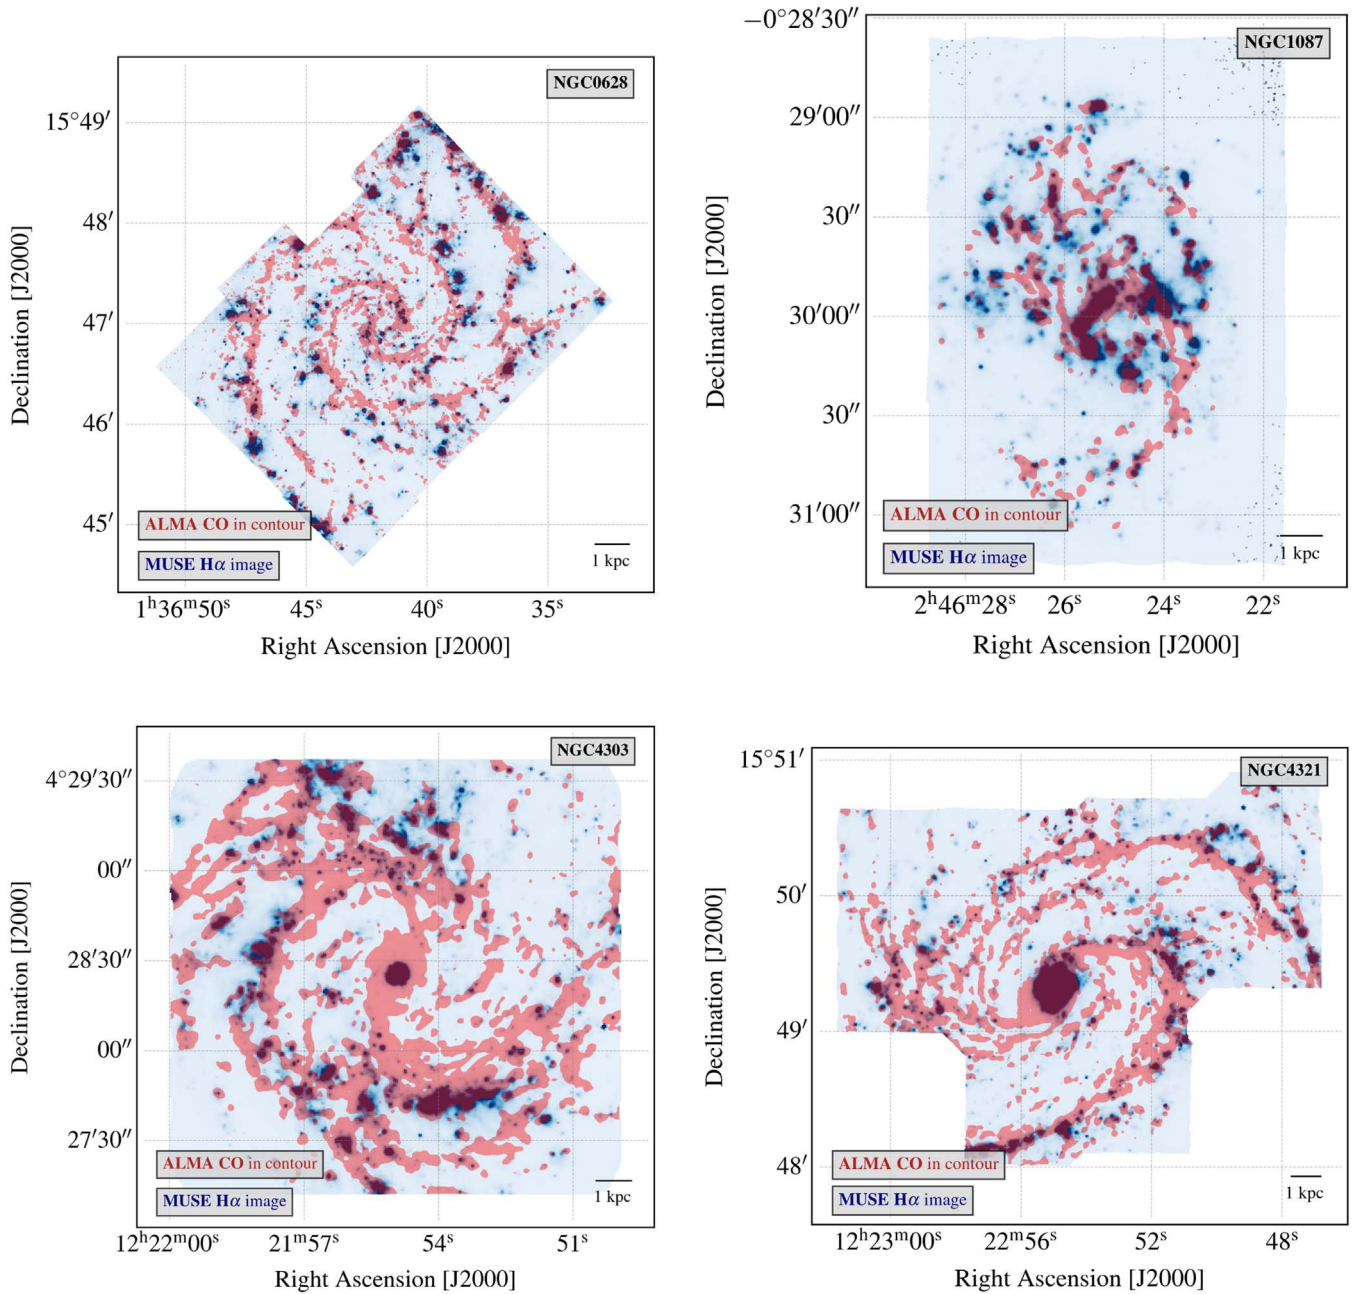 NGC0628
15°49′
48′
47′
46′
45′
Declination [J2000]
ALMA CO in contour
MUSE Hα image
1 kpc
1ʰ36ᵐ50ˢ 45ˢ 40ˢ 35ˢ
Right Ascension [J2000]
NGC1087
−0°28′30″
29′00″
30″
30′00″
30″
31′00″
Declination [J2000]
ALMA CO in contour
MUSE Hα image
1 kpc
2ʰ46ᵐ28ˢ 26ˢ 24ˢ 22ˢ
Right Ascension [J2000]
NGC4303
4°29′30″
00″
28′30″
00″
27′30″
Declination [J2000]
ALMA CO in contour
MUSE Hα image
1 kpc
12ʰ22ᵐ00ˢ 21ᵐ57ˢ 54ˢ 51ˢ
Right Ascension [J2000]
NGC4321
15°51′
50′
49′
48′
Declination [J2000]
ALMA CO in contour
MUSE Hα image
1 kpc
12ʰ23ᵐ00ˢ 22ᵐ56ˢ 52ˢ 48ˢ
Right Ascension [J2000]